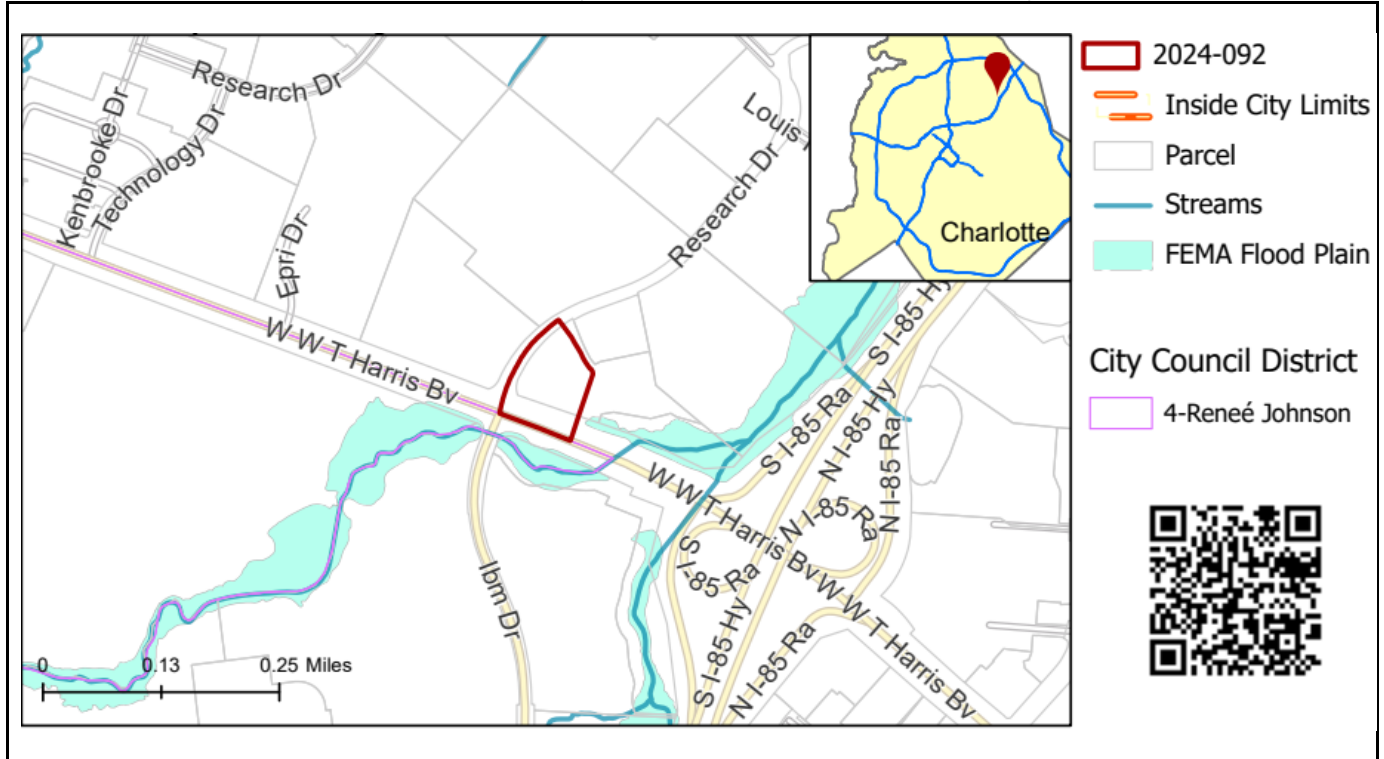 Research Dr
Kenbrooke Dr
Technology Dr
Epri Dr
Louis
Research Dr
W W T Harris Bv
Charlotte
S I-85 Hy
S I-85 Ra
N I-85 Hy
N I-85 Ra
W W T Harris Bv
N I-85 Ra
S I-85 Ra
W W T Harris Bv
Ibm Dr
S I-85 Hy
N I-85 Ra
0
0.13
0.25 Miles
2024-092
Inside City Limits
Parcel
Streams
FEMA Flood Plain
City Council District
4-Reneé Johnson